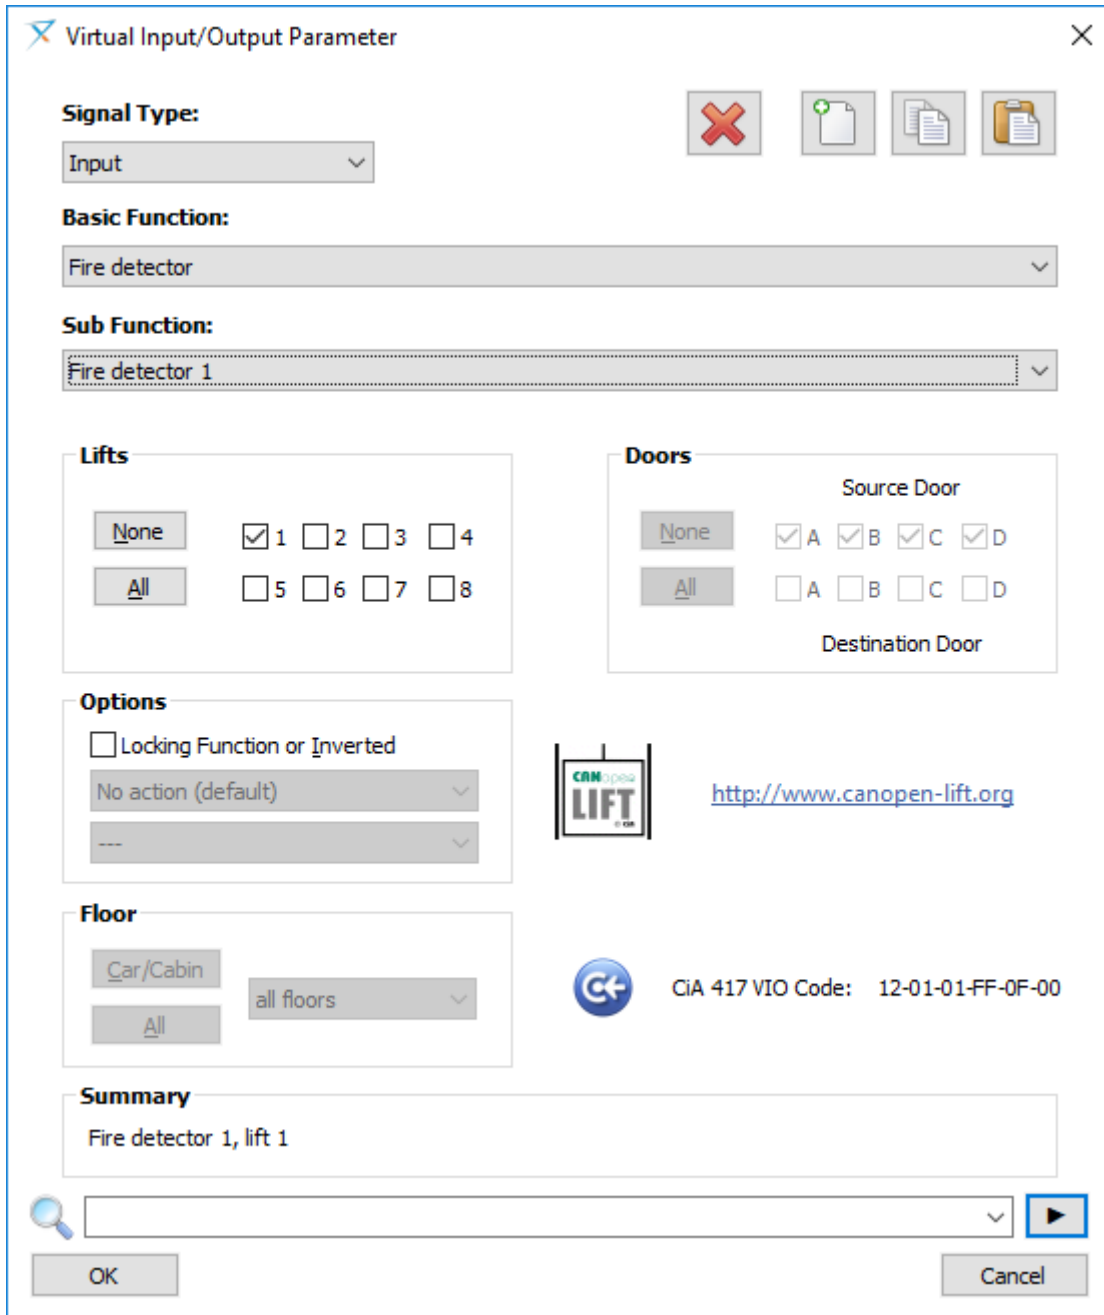 Virtual Input/Output Parameter
Signal Type:
Input
Basic Function:
Fire detector
Sub Function:
Fire detector 1
Lifts
None
1 2 3 4
All
5 6 7 8
Doors
Source Door
None
A B C D
All
A B C D
Destination Door
Options
Locking Function or Inverted
No action (default)
---
CANopen
LIFT
© CiA
http://www.canopen-lift.org
Floor
Car/Cabin
All
all floors
CiA 417 VIO Code: 12-01-01-FF-0F-00
Summary
Fire detector 1, lift 1
OK
Cancel